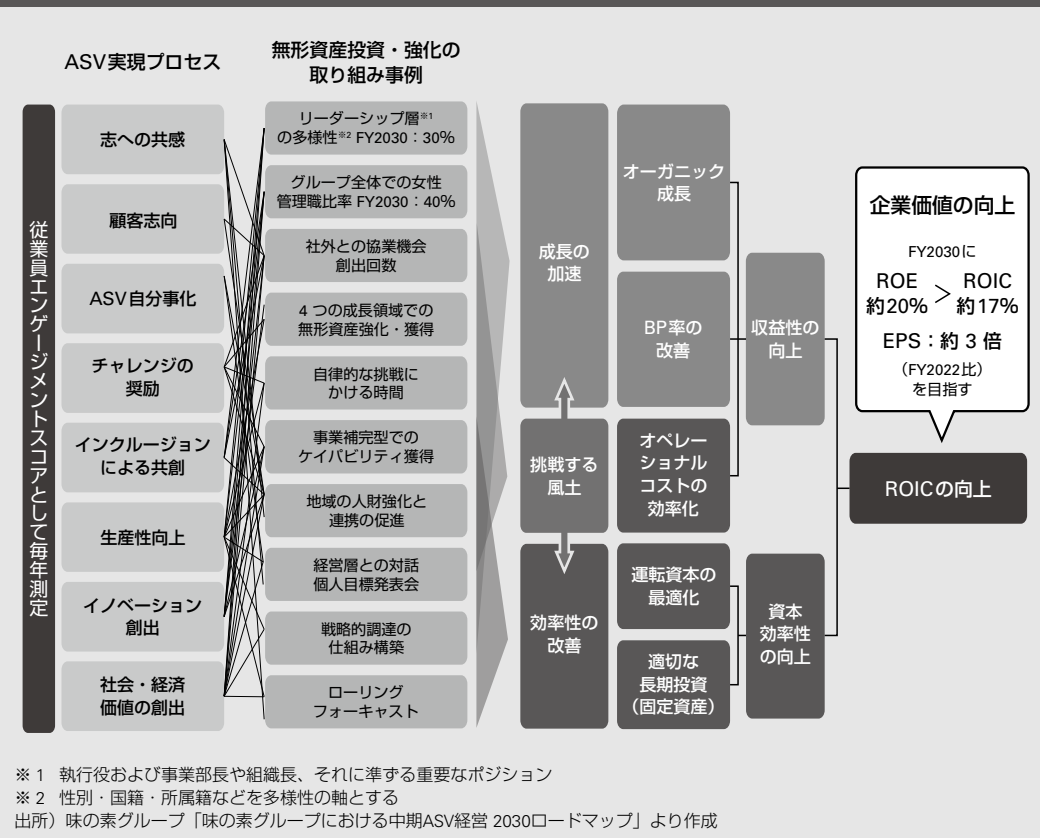 ASV実現プロセス
無形資産投資・強化の
取り組み事例
従業員エンゲージメントスコアとして毎年測定
志への共感
顧客志向
ASV自分事化
チャレンジの
奨励
インクルージョン
による共創
生産性向上
イノベーション
創出
社会・経済
価値の創出
リーダーシップ層※1
の多様性※2 FY2030：30%
グループ全体での女性
管理職比率 FY2030：40%
社外との協業機会
創出回数
4 つの成長領域での
無形資産強化・獲得
自律的な挑戦に
かける時間
事業補完型での
ケイパビリティ獲得
地域の人財強化と
連携の促進
経営層との対話
個人目標発表会
戦略的調達の
仕組み構築
ローリング
フォーキャスト
成長の
加速
挑戦する
風土
効率性の
改善
オーガニック
成長
BP率の
改善
オペレー
ショナル
コストの
効率化
運転資本の
最適化
適切な
長期投資
（固定資産）
収益性の
向上
資本
効率性
の向上
企業価値の向上
FY2030に
ROE ＞ ROIC
約20% 約17%
EPS：約 3 倍
（FY2022比）
を目指す
ROICの向上
※ 1 執行役および事業部長や組織長、それに準ずる重要なポジション
※ 2 性別・国籍・所属籍などを多様性の軸とする
出所）味の素グループ「味の素グループにおける中期ASV経営 2030ロードマップ」より作成